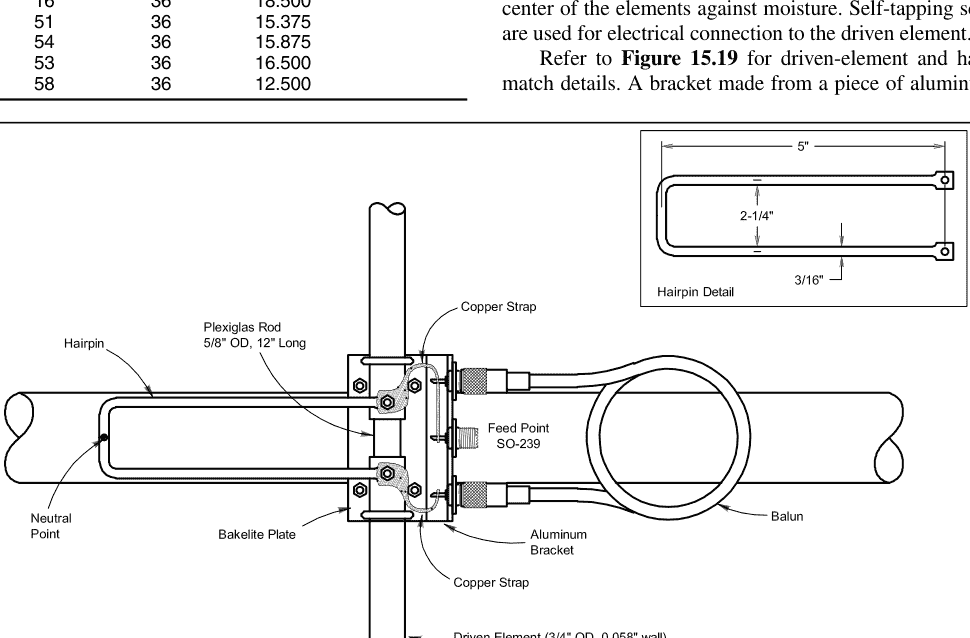 16 36 18.500
51 36 15.375
54 36 15.875
53 36 16.500
58 36 12.500
center of the elements against moisture. Self-tapping
are used for electrical connection to the driven element.
Refer to Figure 15.19 for driven-element and
match details. A bracket made from a piece of
5"
2-1/4"
3/16"
Hairpin Detail
Copper Strap
Plexiglas Rod
5/8" OD, 12" Long
Hairpin
Feed Point
SO-239
Neutral
Point
Bakelite Plate
Aluminum
Bracket
Balun
Copper Strap
Driven Element (3/4" OD, 0.058" wall)